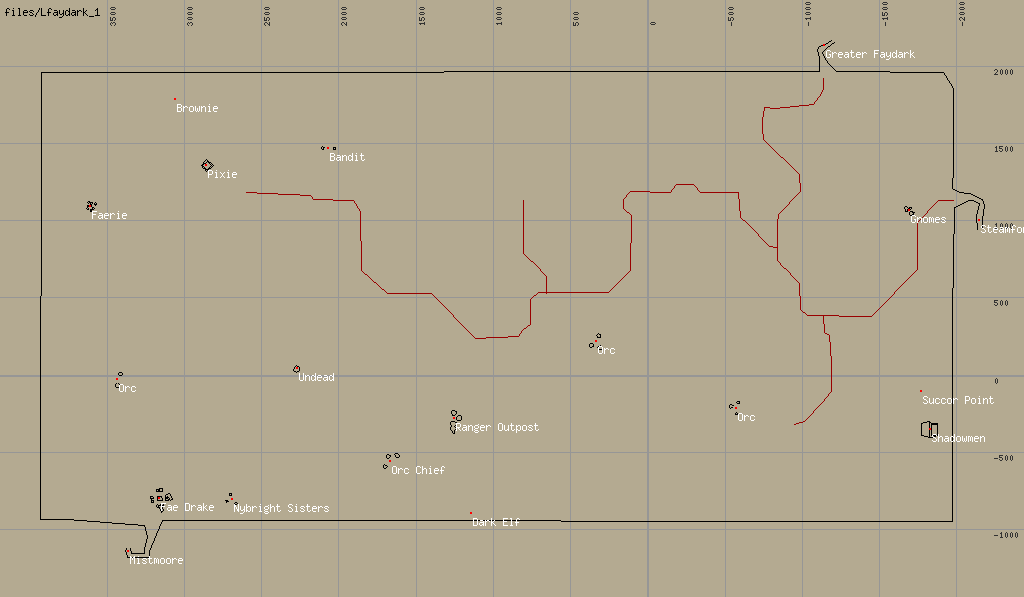 files/Lfaydark_1
3500
3000
2500
2000
1500
1000
500
0
-500
-1000
-1500
-2000
Greater Faydark
2000
Brownie
1500
Bandit
Pixie
Faerie
Gnomes
1000
Steamfon
500
Orc
Undead
0
Orc
Succor Point
Orc
Ranger Outpost
Shadowmen
-500
Orc Chief
Fae Drake
Nybright Sisters
Dark Elf
-1000
Mistmoore